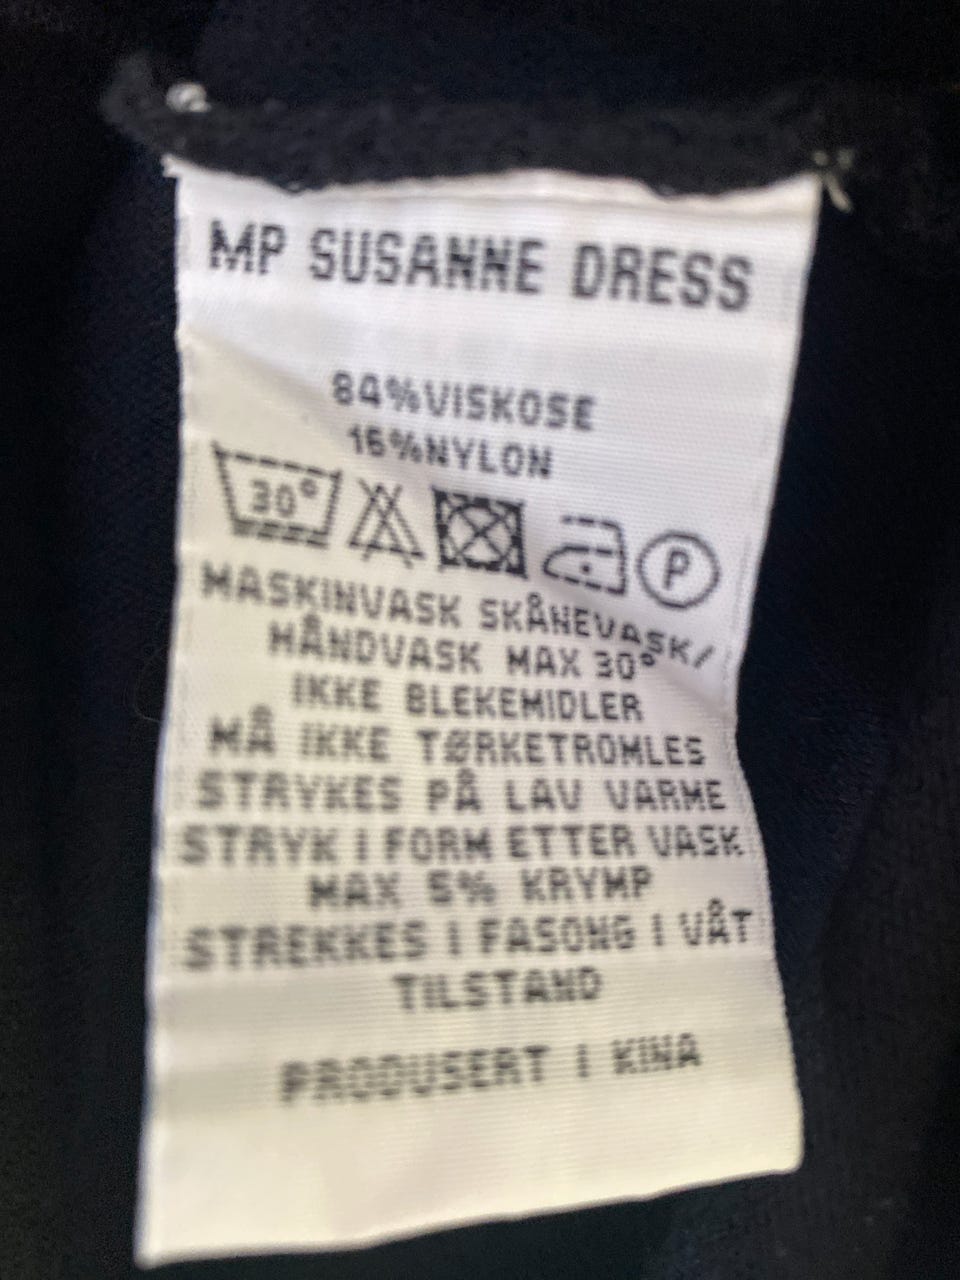 MP SUSANNE DRESS
84%VISKOSE
16%NYLON
30° P
MASKINVASK SKÅNEVASK/
HÅNDVASK MAX 30°
IKKE BLEKEMIDLER
MÅ IKKE TØRKETROMLES
STRYKES PÅ LAV VARME
STRYK I FORM ETTER VASK
MAX 5% KRYMP
STREKKES I FASONG I VÅT
TILSTAND
PRODUSERT I KINA